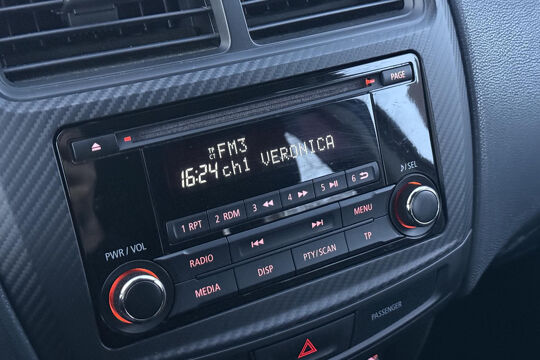 PAGE
FM3
16:24 ch1 VERONICA
1 RPT 2 RDM 3 4 5 6
/SEL
PWR / VOL
RADIO MENU
MEDIA DISP PTY/SCAN TP
PASSENGER